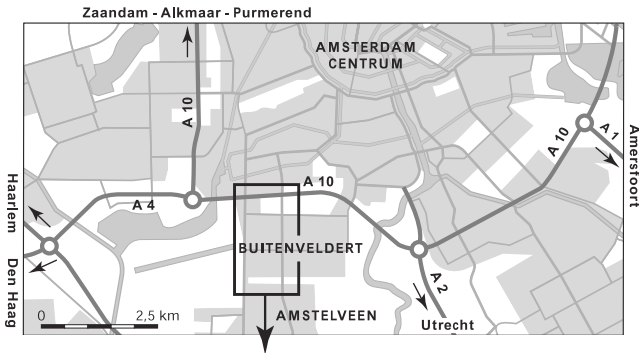 Zaandam - Alkmaar - Purmerend
AMSTERDAM
CENTRUM
A 10
A 10
A 1
Amersfoort
Haarlem
A 4
A 10
BUITENVELDERT
Den Haag
A 2
0 2,5 km
AMSTELVEEN
Utrecht